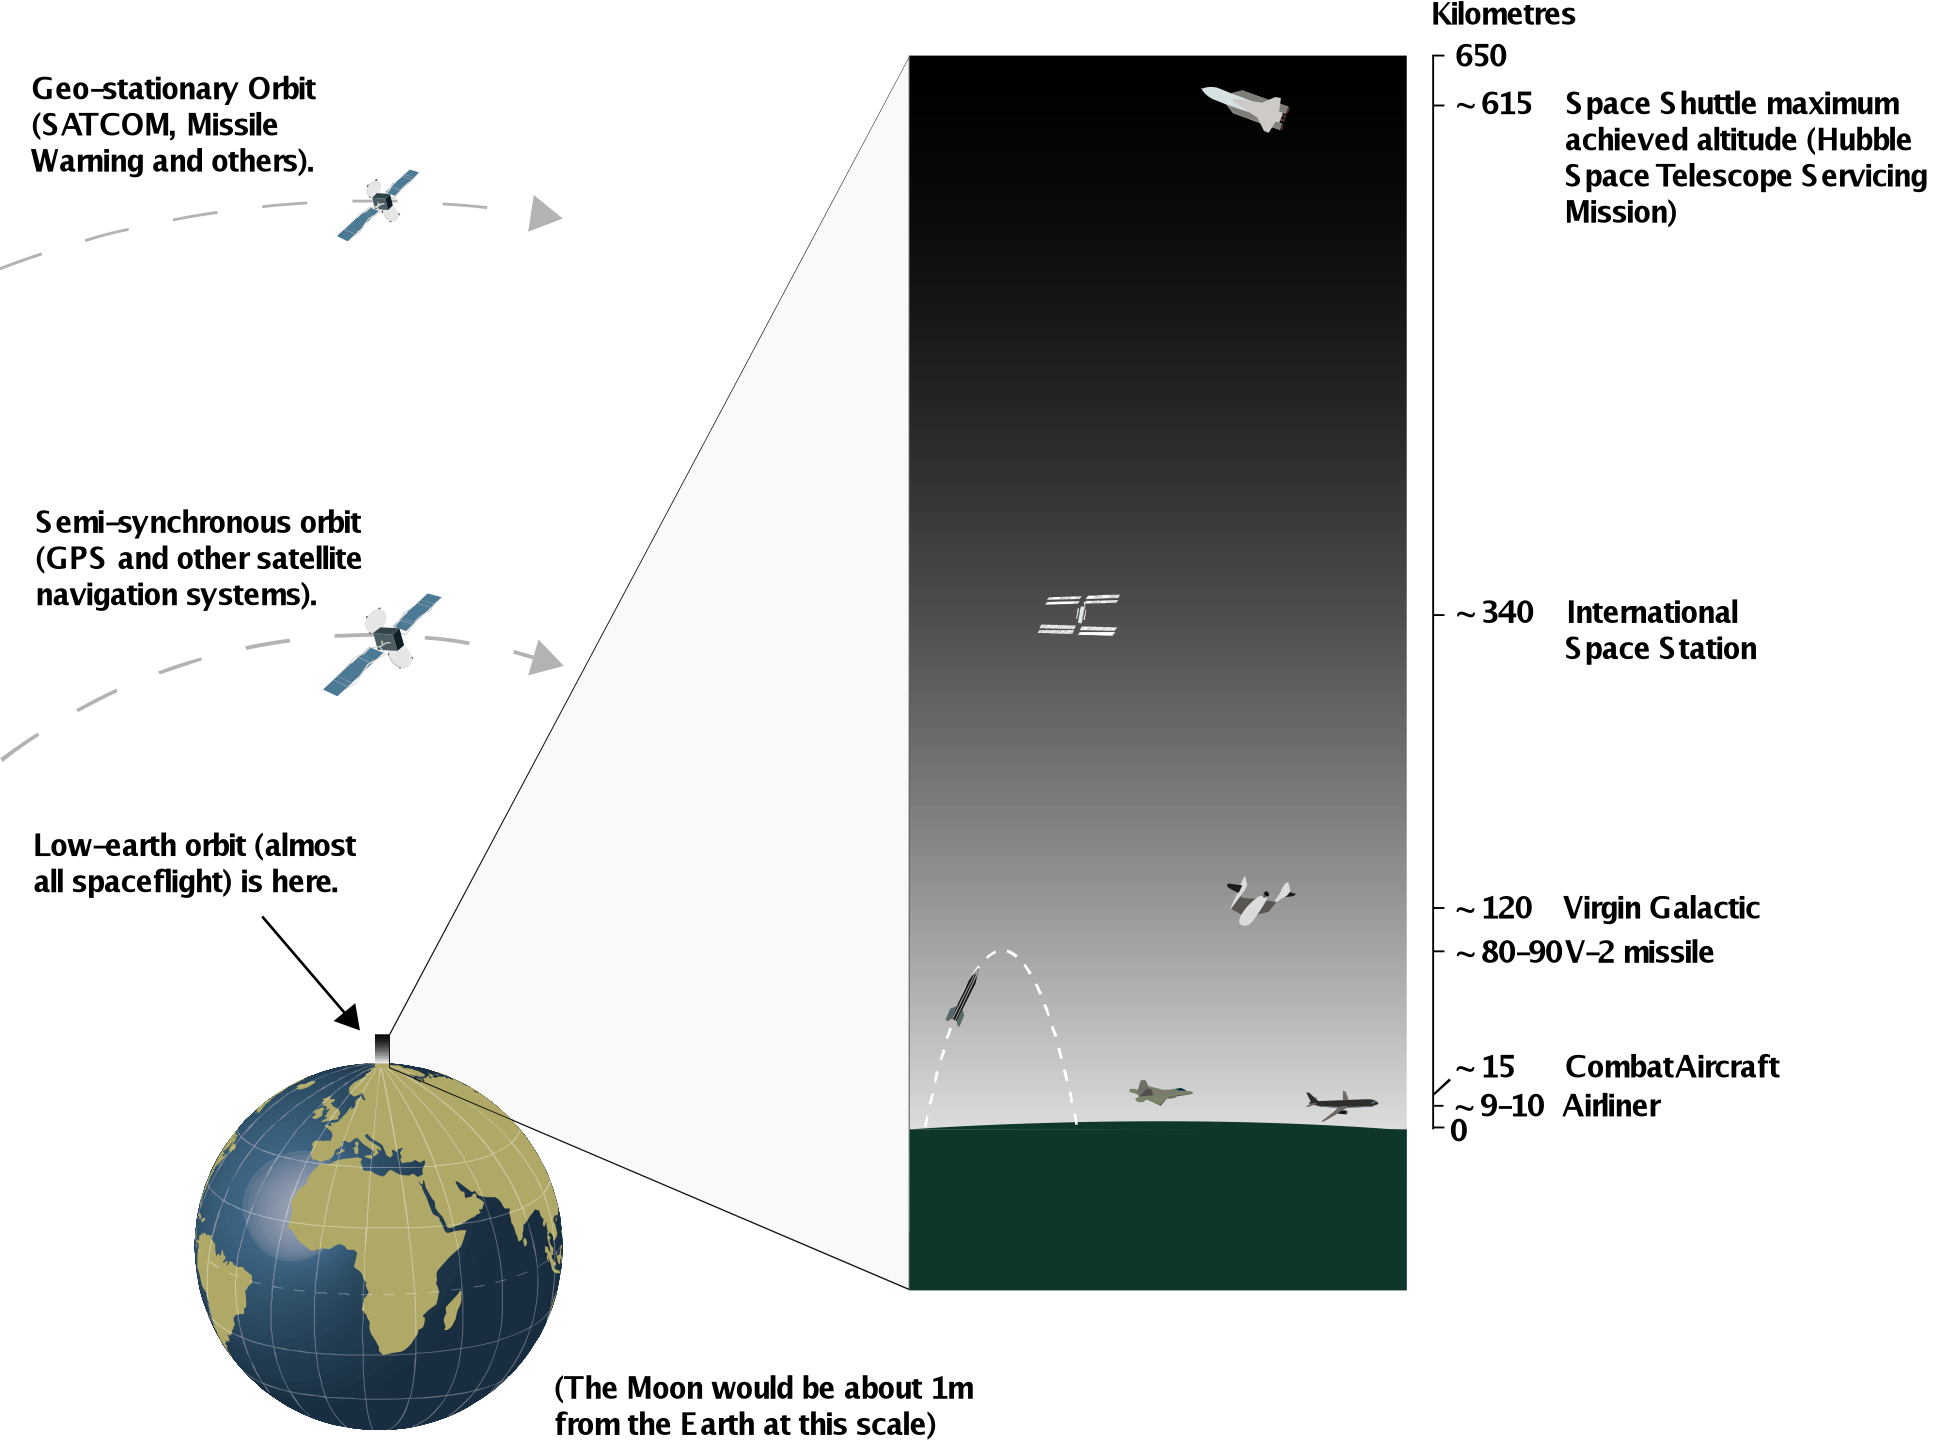 Kilometres
650
Geo-stationary Orbit
(SATCOM, Missile
Warning and others).
~615 Space Shuttle maximum
achieved altitude (Hubble
Space Telescope Servicing
Mission)
Semi-synchronous orbit
(GPS and other satellite
navigation systems).
~340 International
Space Station
Low-earth orbit (almost
all spaceflight) is here.
~120 Virgin Galactic
~80-90 V-2 missile
~15 Combat Aircraft
~9-10 Airliner
0
(The Moon would be about 1m
from the Earth at this scale)